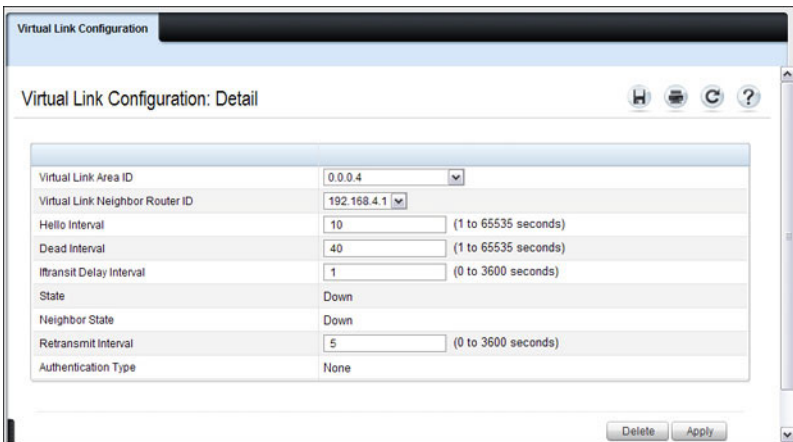 Virtual Link Configuration
Virtual Link Configuration: Detail
Virtual Link Area ID 0.0.0.4
Virtual Link Neighbor Router ID 192.168.4.1
Hello Interval 10 (1 to 65535 seconds)
Dead Interval 40 (1 to 65535 seconds)
Iftransit Delay Interval 1 (0 to 3600 seconds)
State Down
Neighbor State Down
Retransmit Interval 5 (0 to 3600 seconds)
Authentication Type None
Delete Apply